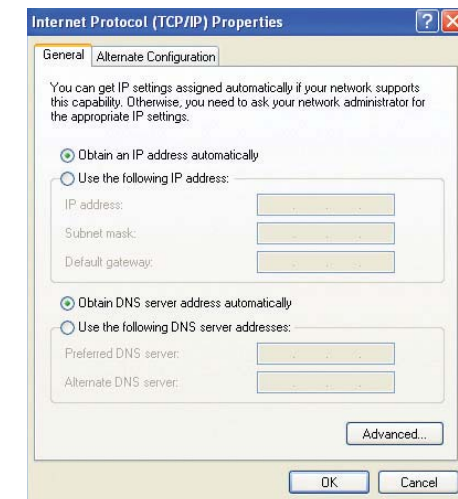 Internet Protocol (TCP/IP) Properties
General Alternate Configuration
You can get IP settings assigned automatically if your network supports
this capability. Otherwise, you need to ask your network administrator for
the appropriate IP settings.
Obtain an IP address automatically
Use the following IP address:
IP address:
Subnet mask:
Default gateway:
Obtain DNS server address automatically
Use the following DNS server addresses:
Preferred DNS server:
Alternate DNS server:
Advanced...
OK Cancel